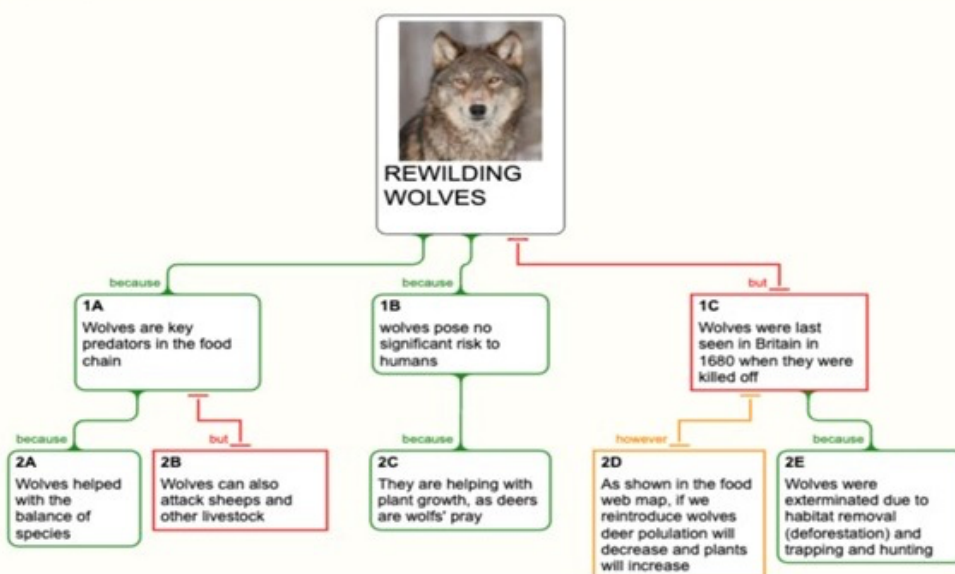 REWILDING
WOLVES
because
because
but
1A
Wolves are key
predators in the food
chain
1B
wolves pose no
significant risk to
humans
1C
Wolves were last
seen in Britain in
1680 when they were
killed off
because
but
because
however
because
2A
Wolves helped
with the
balance of
species
2B
Wolves can also
attack sheeps and
other livestock
2C
They are helping with
plant growth, as deers
are wolfs' pray
2D
As shown in the food
web map, if we
reintroduce wolves
deer polulation will
decrease and plants
will increase
2E
Wolves were
exterminated due to
habitat removal
(deforestation) and
trapping and hunting